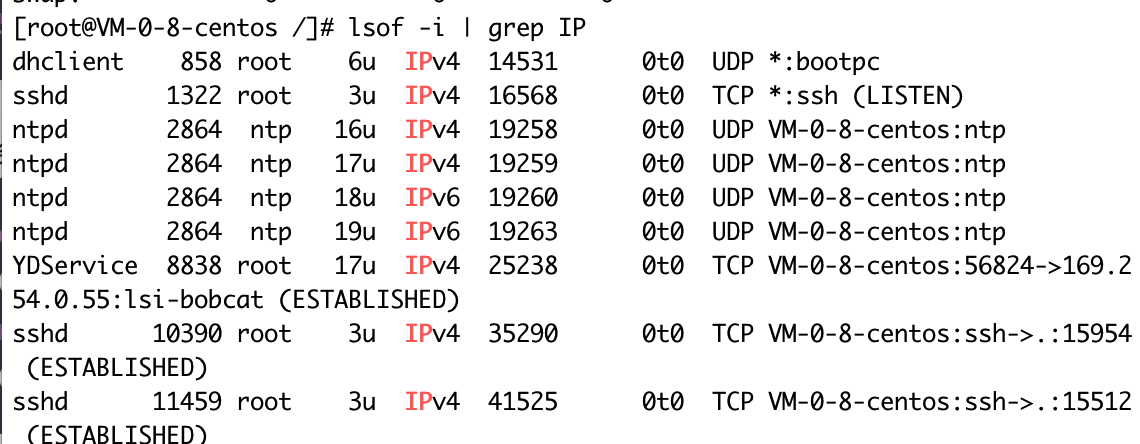 [root@VM-0-8-centos /]# lsof -i | grep IP
dhclient    858 root    6u  IPv4  14531      0t0  UDP *:bootpc
sshd       1322 root    3u  IPv4  16568      0t0  TCP *:ssh (LISTEN)
ntpd       2864  ntp   16u  IPv4  19258      0t0  UDP VM-0-8-centos:ntp
ntpd       2864  ntp   17u  IPv4  19259      0t0  UDP VM-0-8-centos:ntp
ntpd       2864  ntp   18u  IPv6  19260      0t0  UDP VM-0-8-centos:ntp
ntpd       2864  ntp   19u  IPv6  19263      0t0  UDP VM-0-8-centos:ntp
YDService  8838 root   17u  IPv4  25238      0t0  TCP VM-0-8-centos:56824->169.2
54.0.55:lsi-bobcat (ESTABLISHED)
sshd      10390 root    3u  IPv4  35290      0t0  TCP VM-0-8-centos:ssh->.:15954
 (ESTABLISHED)
sshd      11459 root    3u  IPv4  41525      0t0  TCP VM-0-8-centos:ssh->.:15512
 (ESTABLISHED)